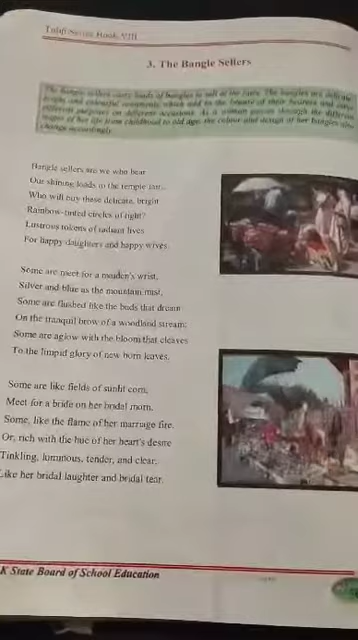 Tulip Series Book-VIII
3. The Bangle Sellers
The bangle sellers carry loads of bangles to sell at the fair. The bangles are delicate,
bright and colourful ornaments which add to the beauty of their wearers and carry
different purposes on different occasions. As a woman passes through the different
stages of her life from childhood to old age, the colour and design of her bangles also
change accordingly.
Bangle sellers are we who bear
Our shining loads to the temple fair...
Who will buy these delicate, bright
Rainbow-tinted circles of light?
Lustrous tokens of radiant lives
For happy daughters and happy wives.
Some are meet for a maiden's wrist,
Silver and blue as the mountain mist,
Some are flushed like the buds that dream
On the tranquil brow of a woodland stream;
Some are aglow with the bloom that cleaves
To the limpid glory of new born leaves.
Some are like fields of sunlit corn,
Meet for a bride on her bridal morn,
Some, like the flame of her marriage fire,
Or, rich with the hue of her heart's desire
Tinkling, luminous, tender, and clear,
Like her bridal laughter and bridal tear.
K State Board of School Education